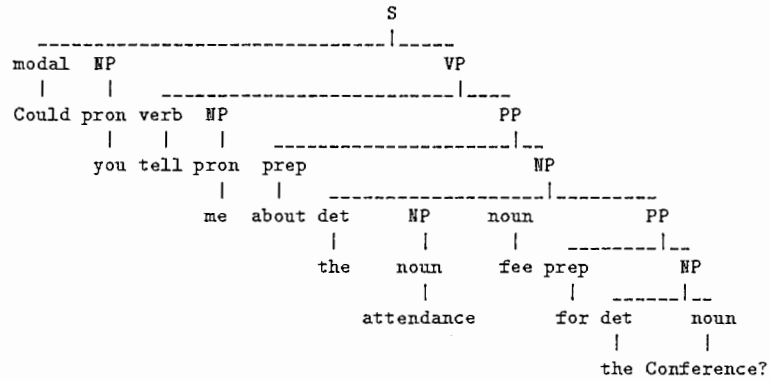 S
modal NP VP
Could pron verb NP PP
you tell pron prep NP
me about det NP noun PP
the noun fee prep NP
attendance for det noun
the Conference?